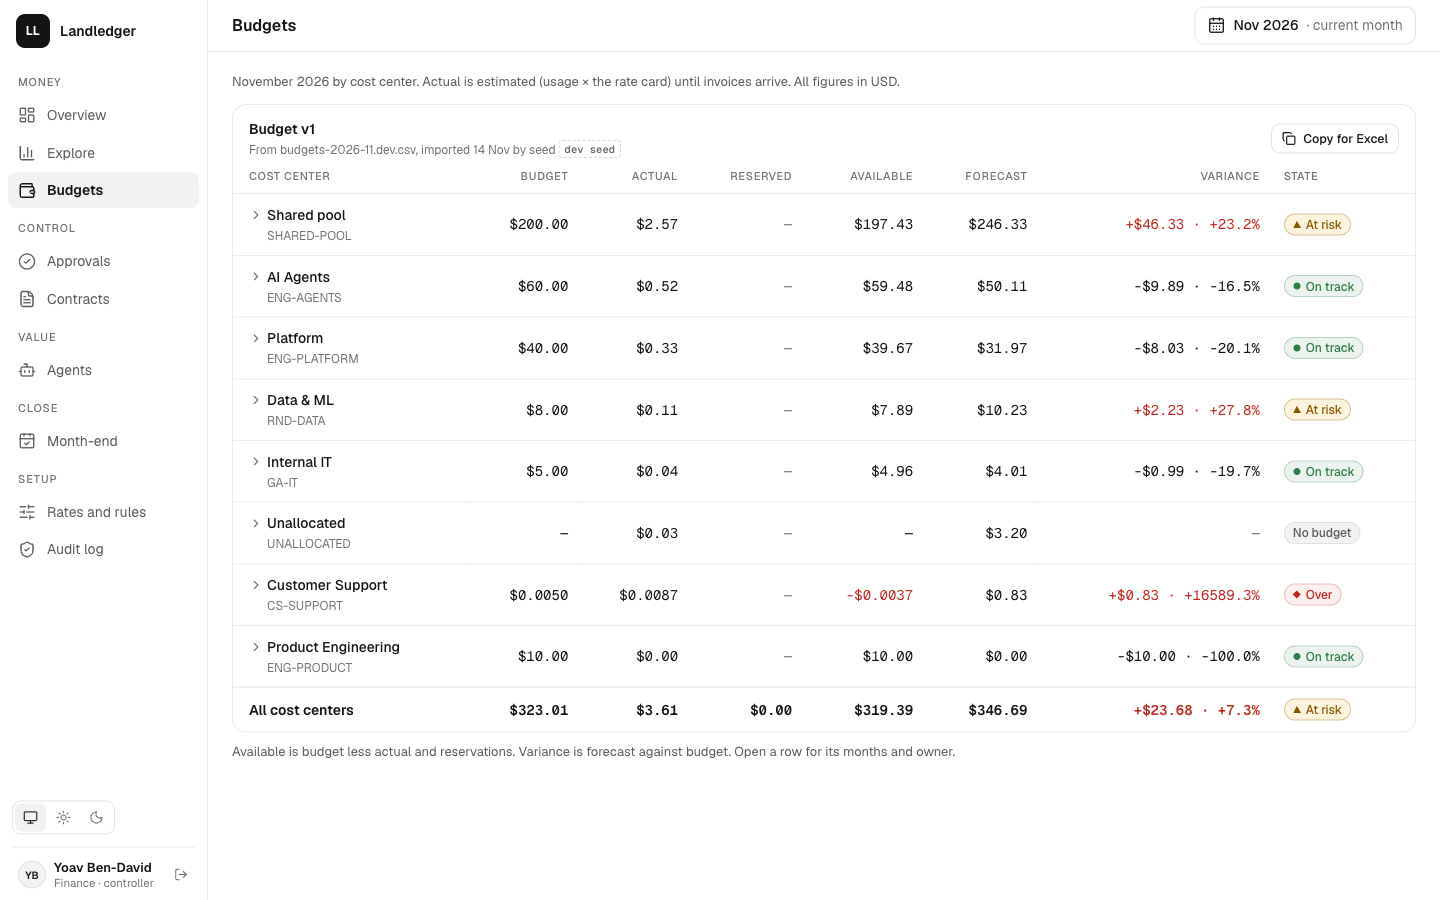 LL Landledger
MONEY
Overview
Explore
Budgets
CONTROL
Approvals
Contracts
VALUE
Agents
CLOSE
Month-end
SETUP
Rates and rules
Audit log
YB Yoav Ben-David
Finance · controller
Budgets
Nov 2026 · current month
November 2026 by cost center. Actual is estimated (usage × the rate card) until invoices arrive. All figures in USD.
Budget v1
From budgets-2026-11.dev.csv, imported 14 Nov by seed dev seed
Copy for Excel
COST CENTER BUDGET ACTUAL RESERVED AVAILABLE FORECAST VARIANCE STATE
Shared pool $200.00 $2.57 – $197.43 $246.33 +$46.33 · +23.2% At risk
SHARED-POOL
AI Agents $60.00 $0.52 – $59.48 $50.11 -$9.89 · -16.5% On track
ENG-AGENTS
Platform $40.00 $0.33 – $39.67 $31.97 -$8.03 · -20.1% On track
ENG-PLATFORM
Data & ML $8.00 $0.11 – $7.89 $10.23 +$2.23 · +27.8% At risk
RND-DATA
Internal IT $5.00 $0.04 – $4.96 $4.01 -$0.99 · -19.7% On track
GA-IT
Unallocated – $0.03 – – $3.20 – No budget
UNALLOCATED
Customer Support $0.0050 $0.0087 – -$0.0037 $0.83 +$0.83 · +16589.3% Over
CS-SUPPORT
Product Engineering $10.00 $0.00 – $10.00 $0.00 -$10.00 · -100.0% On track
ENG-PRODUCT
All cost centers $323.01 $3.61 $0.00 $319.39 $346.69 +$23.68 · +7.3% At risk
Available is budget less actual and reservations. Variance is forecast against budget. Open a row for its months and owner.